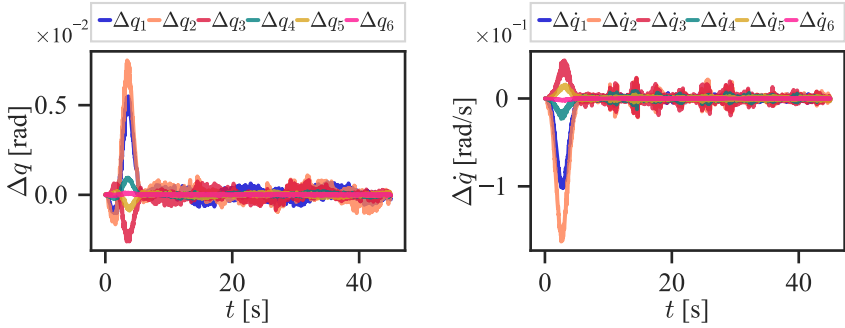 Δq₁ Δq₂ Δq₃ Δq₄ Δq₅ Δq₆
×10⁻²
0.5
0.0
Δq [rad]
0 20 40
t [s]
Δq̇₁ Δq̇₂ Δq̇₃ Δq̇₄ Δq̇₅ Δq̇₆
×10⁻¹
0
−1
Δq̇ [rad/s]
0 20 40
t [s]